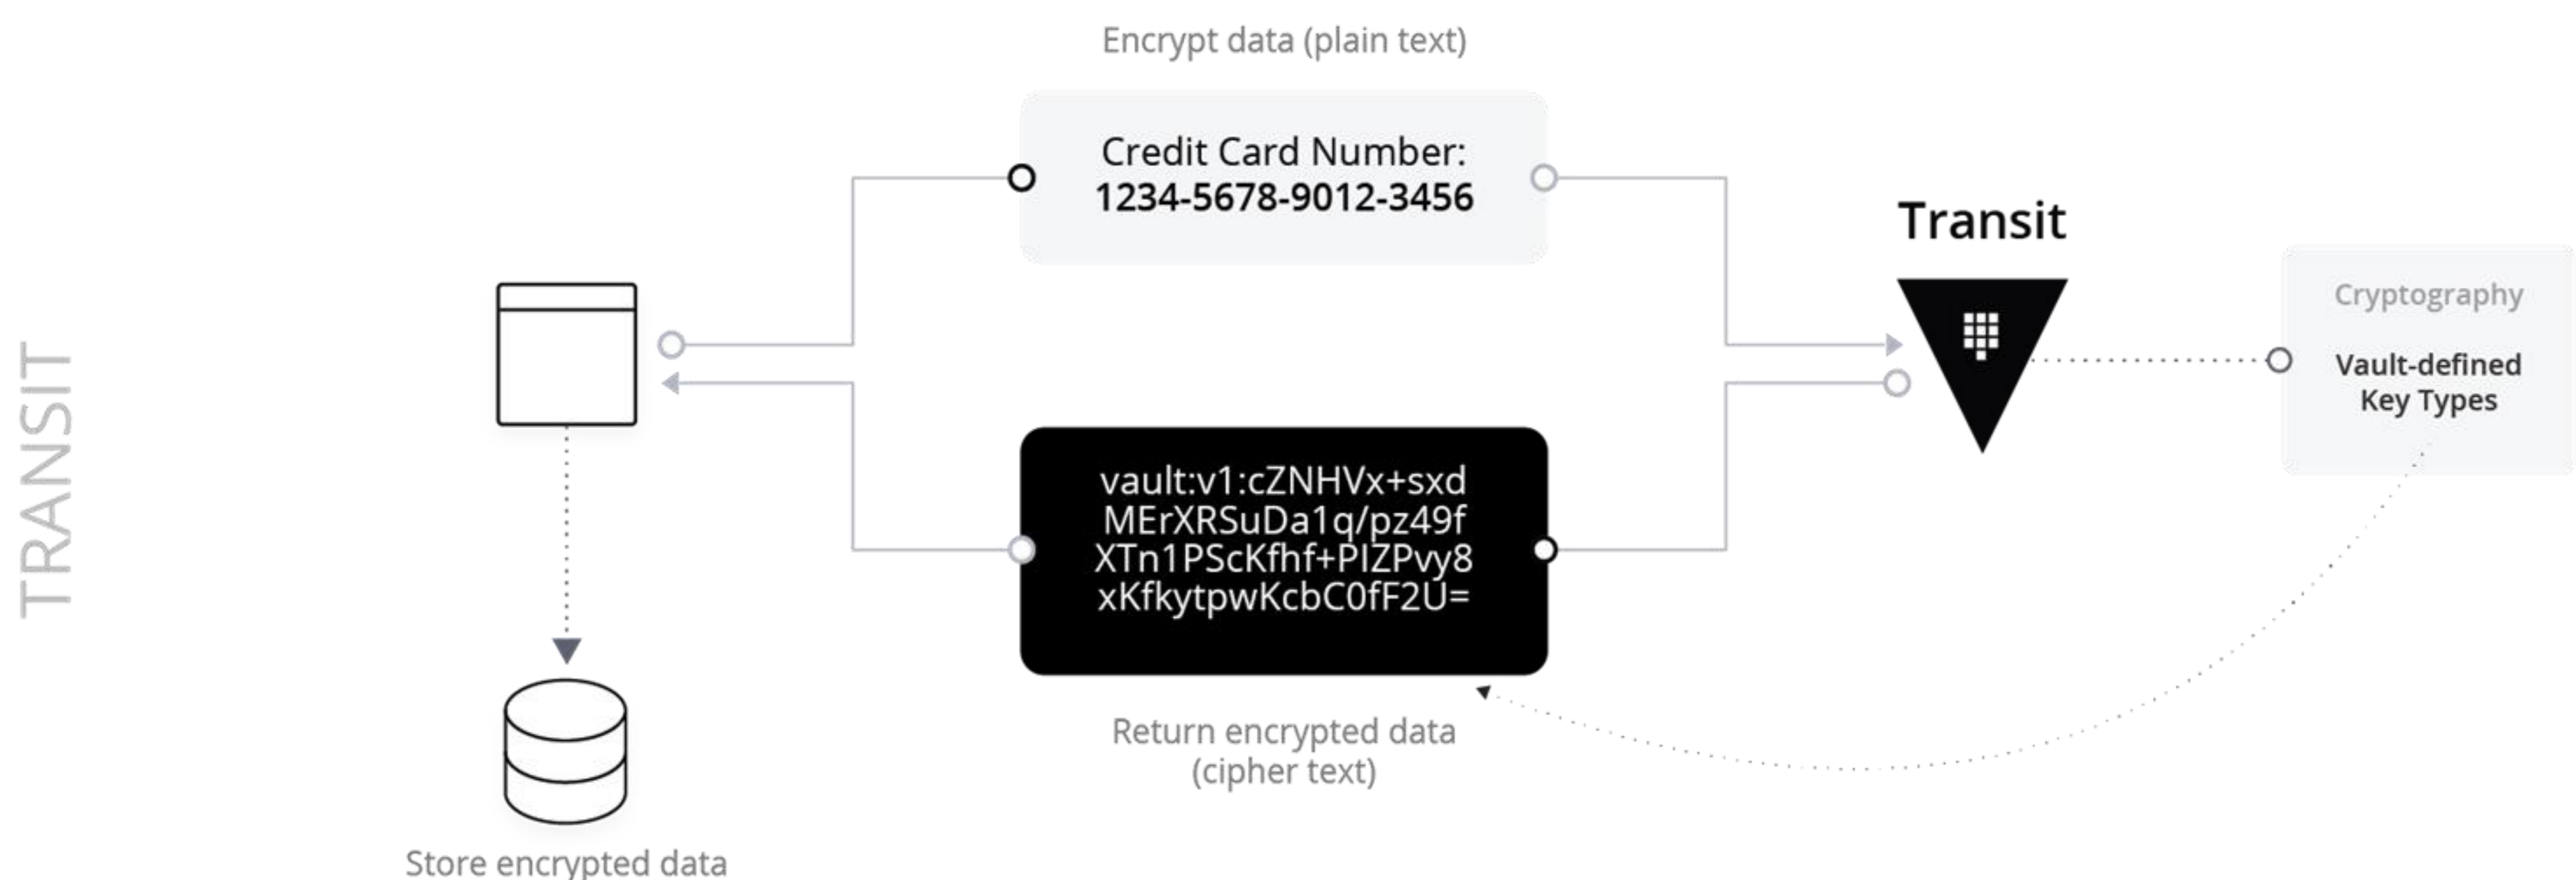 TRANSIT
Encrypt data (plain text)
Credit Card Number:
1234-5678-9012-3456
Transit
Cryptography
Vault-defined
Key Types
vault:v1:cZNHVx+sxd
MErXRSuDa1q/pz49f
XTn1PScKfhf+PIZPvy8
xKfkytpwKcbC0fF2U=
Return encrypted data
(cipher text)
Store encrypted data